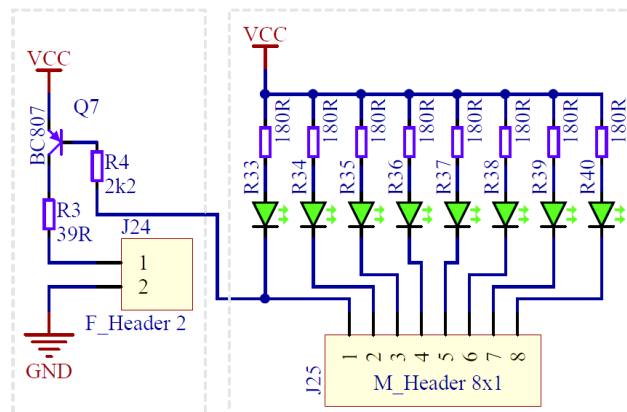 VCC
Q7
BC807
R4
2k2
R3
39R
J24
1
2
F_Header 2
GND
VCC
180R
180R
180R
180R
180R
180R
180R
180R
R33
R34
R35
R36
R37
R38
R39
R40
1
2
3
4
5
6
7
8
J25
M_Header 8x1